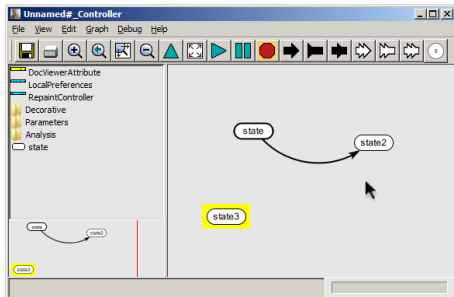 Unnamed#_Controller
File View Edit Graph Debug Help
DocViewerAttribute
LocalPreferences
RepaintController
Decorative
Parameters
Analysis
state
state
state2
state3
state
state2
state3